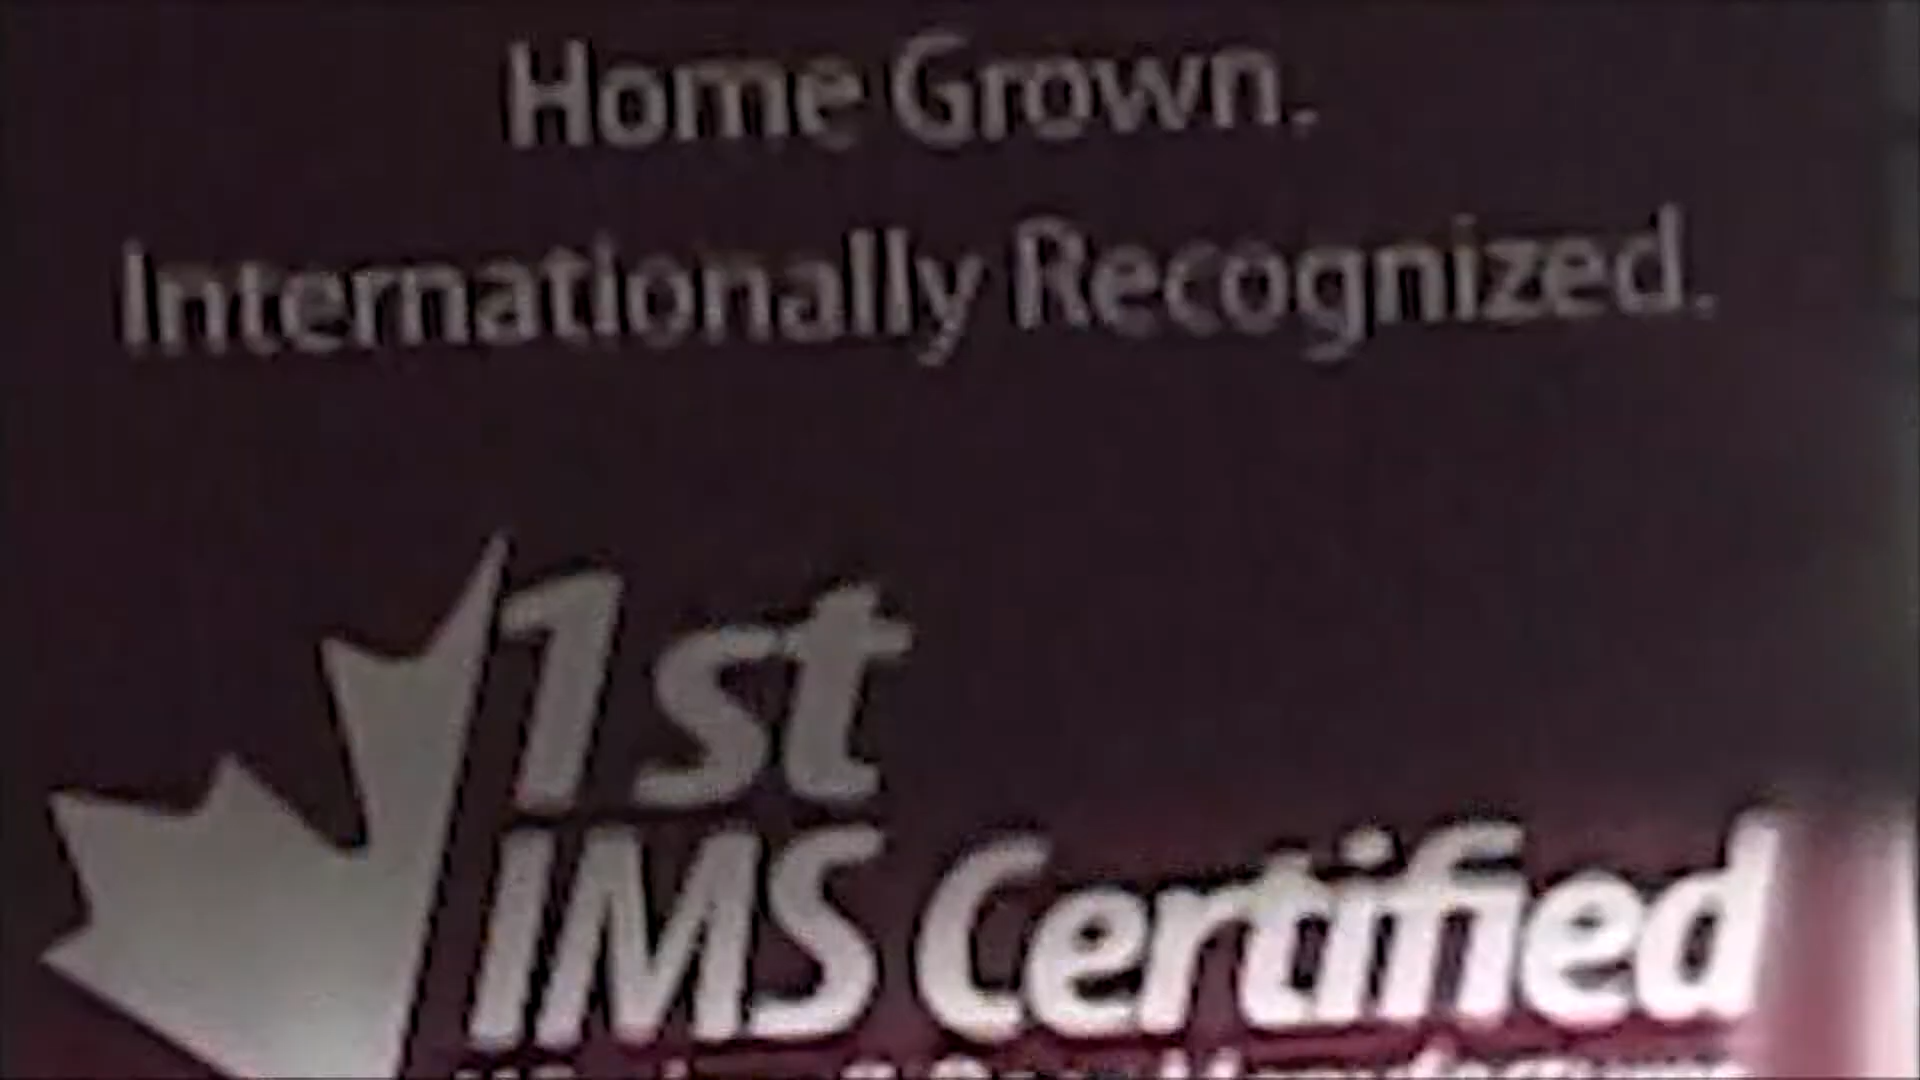 Home Grown.
Internationally Recognized.
1st
IMS Certified